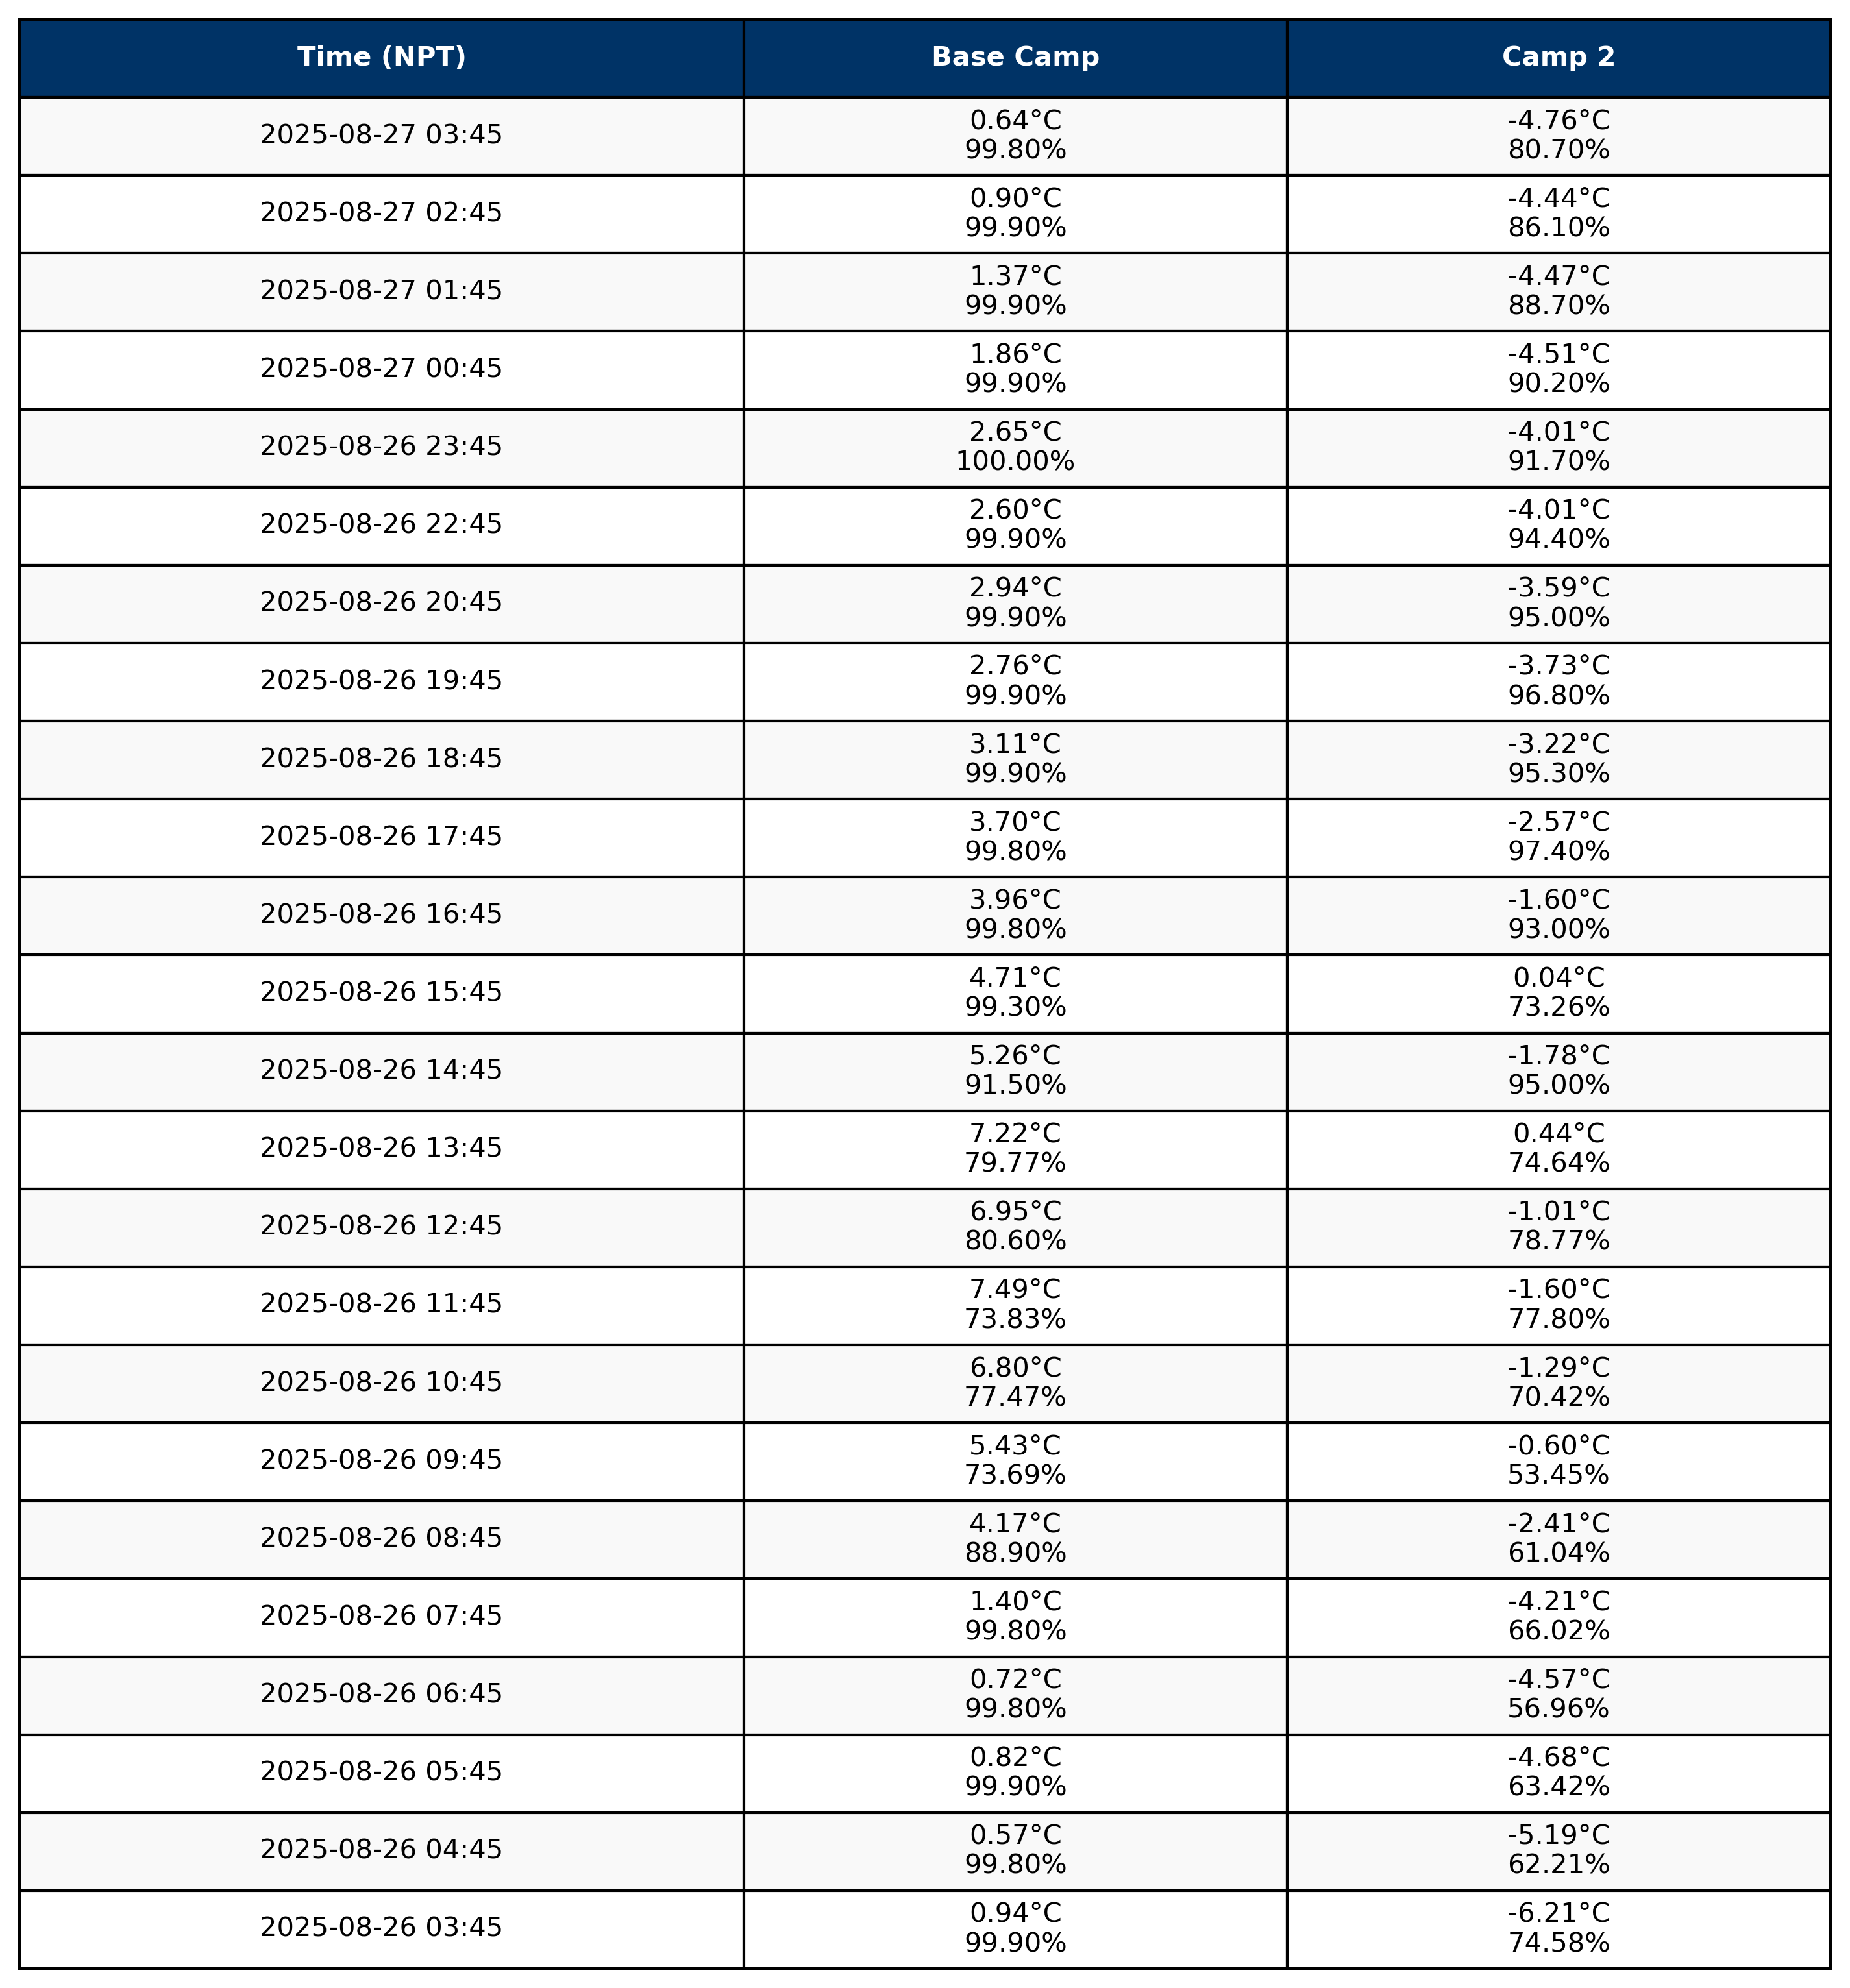 Time (NPT) Base Camp Camp 2
2025-08-27 03:45 0.64°C -4.76°C
99.80% 80.70%
2025-08-27 02:45 0.90°C -4.44°C
99.90% 86.10%
2025-08-27 01:45 1.37°C -4.47°C
99.90% 88.70%
2025-08-27 00:45 1.86°C -4.51°C
99.90% 90.20%
2025-08-26 23:45 2.65°C -4.01°C
100.00% 91.70%
2025-08-26 22:45 2.60°C -4.01°C
99.90% 94.40%
2025-08-26 20:45 2.94°C -3.59°C
99.90% 95.00%
2025-08-26 19:45 2.76°C -3.73°C
99.90% 96.80%
2025-08-26 18:45 3.11°C -3.22°C
99.90% 95.30%
2025-08-26 17:45 3.70°C -2.57°C
99.80% 97.40%
2025-08-26 16:45 3.96°C -1.60°C
99.80% 93.00%
2025-08-26 15:45 4.71°C 0.04°C
99.30% 73.26%
2025-08-26 14:45 5.26°C -1.78°C
91.50% 95.00%
2025-08-26 13:45 7.22°C 0.44°C
79.77% 74.64%
2025-08-26 12:45 6.95°C -1.01°C
80.60% 78.77%
2025-08-26 11:45 7.49°C -1.60°C
73.83% 77.80%
2025-08-26 10:45 6.80°C -1.29°C
77.47% 70.42%
2025-08-26 09:45 5.43°C -0.60°C
73.69% 53.45%
2025-08-26 08:45 4.17°C -2.41°C
88.90% 61.04%
2025-08-26 07:45 1.40°C -4.21°C
99.80% 66.02%
2025-08-26 06:45 0.72°C -4.57°C
99.80% 56.96%
2025-08-26 05:45 0.82°C -4.68°C
99.90% 63.42%
2025-08-26 04:45 0.57°C -5.19°C
99.80% 62.21%
2025-08-26 03:45 0.94°C -6.21°C
99.90% 74.58%